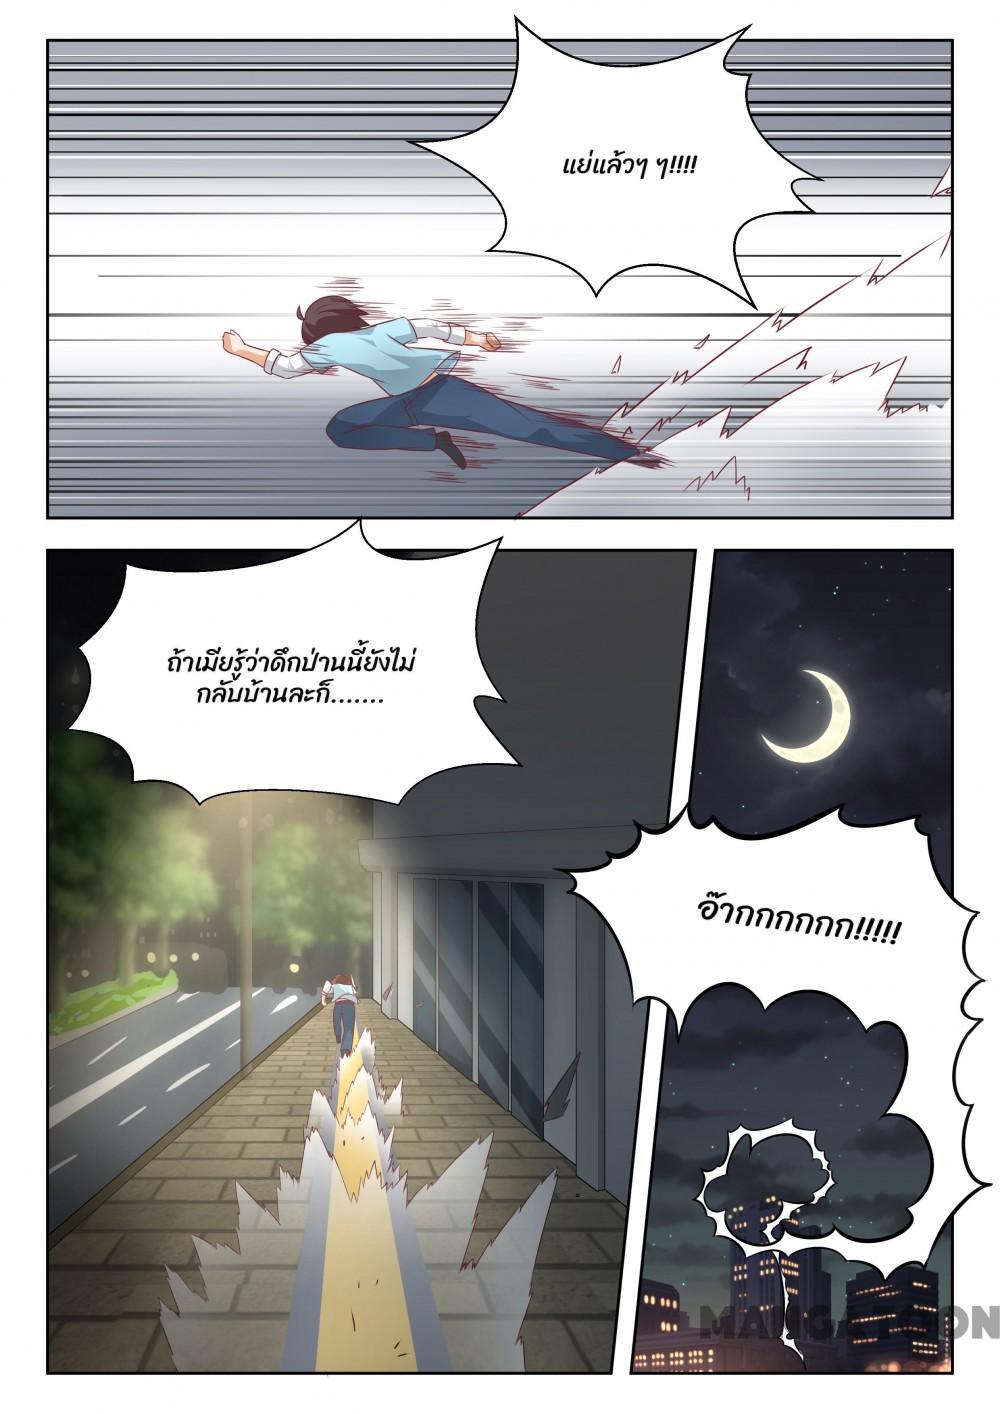 แย่แล้วๆ ๆ!!!!
ถ้าเมียรู้ว่าดึกป่านนี้ยังไม่
กลับบ้านละก็.......
อ๊ากกกกกก!!!!!
MANGATOON